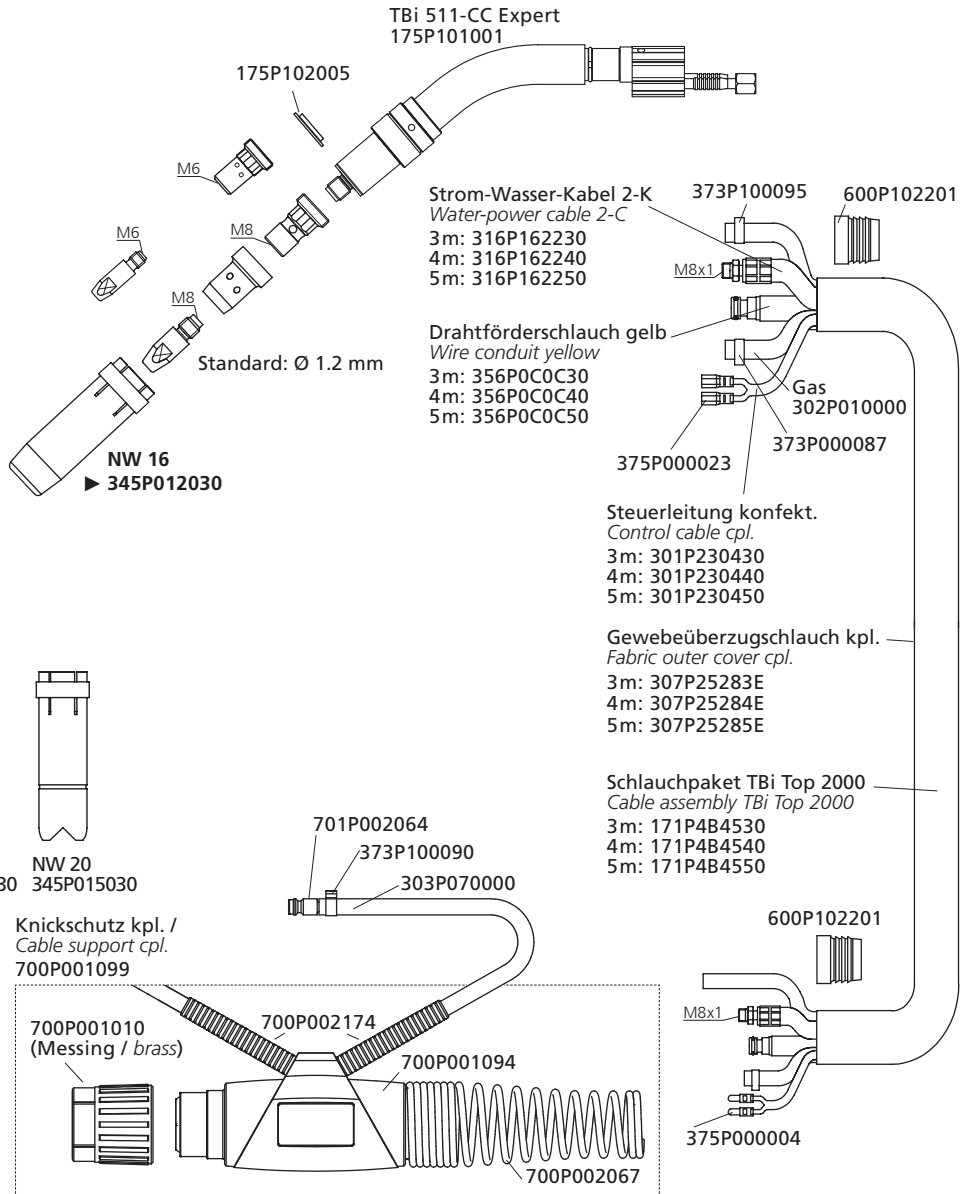 TBi 511-CC Expert
175P101001
175P102005
M6
M8
M6
M8
Standard: Ø 1.2 mm
NW 16
► 345P012030
Strom-Wasser-Kabel 2-K
Water-power cable 2-C
3m: 316P162230
4m: 316P162240
5m: 316P162250
373P100095
600P102201
M8x1
Drahtförderschlauch gelb
Wire conduit yellow
3m: 356P0C0C30
4m: 356P0C0C40
5m: 356P0C0C50
Gas
302P010000
373P000087
375P000023
Steuerleitung konfekt.
Control cable cpl.
3m: 301P230430
4m: 301P230440
5m: 301P230450
Gewebeüberzugschlauch kpl.
Fabric outer cover cpl.
3m: 307P25283E
4m: 307P25284E
5m: 307P25285E
Schlauchpaket TBi Top 2000
Cable assembly TBi Top 2000
3m: 171P4B4530
4m: 171P4B4540
5m: 171P4B4550
NW 20
30 345P015030
701P002064
373P100090
303P070000
Knickschutz kpl. /
Cable support cpl.
700P001099
700P001010
(Messing / brass)
700P002174
700P001094
700P002067
600P102201
M8x1
375P000004